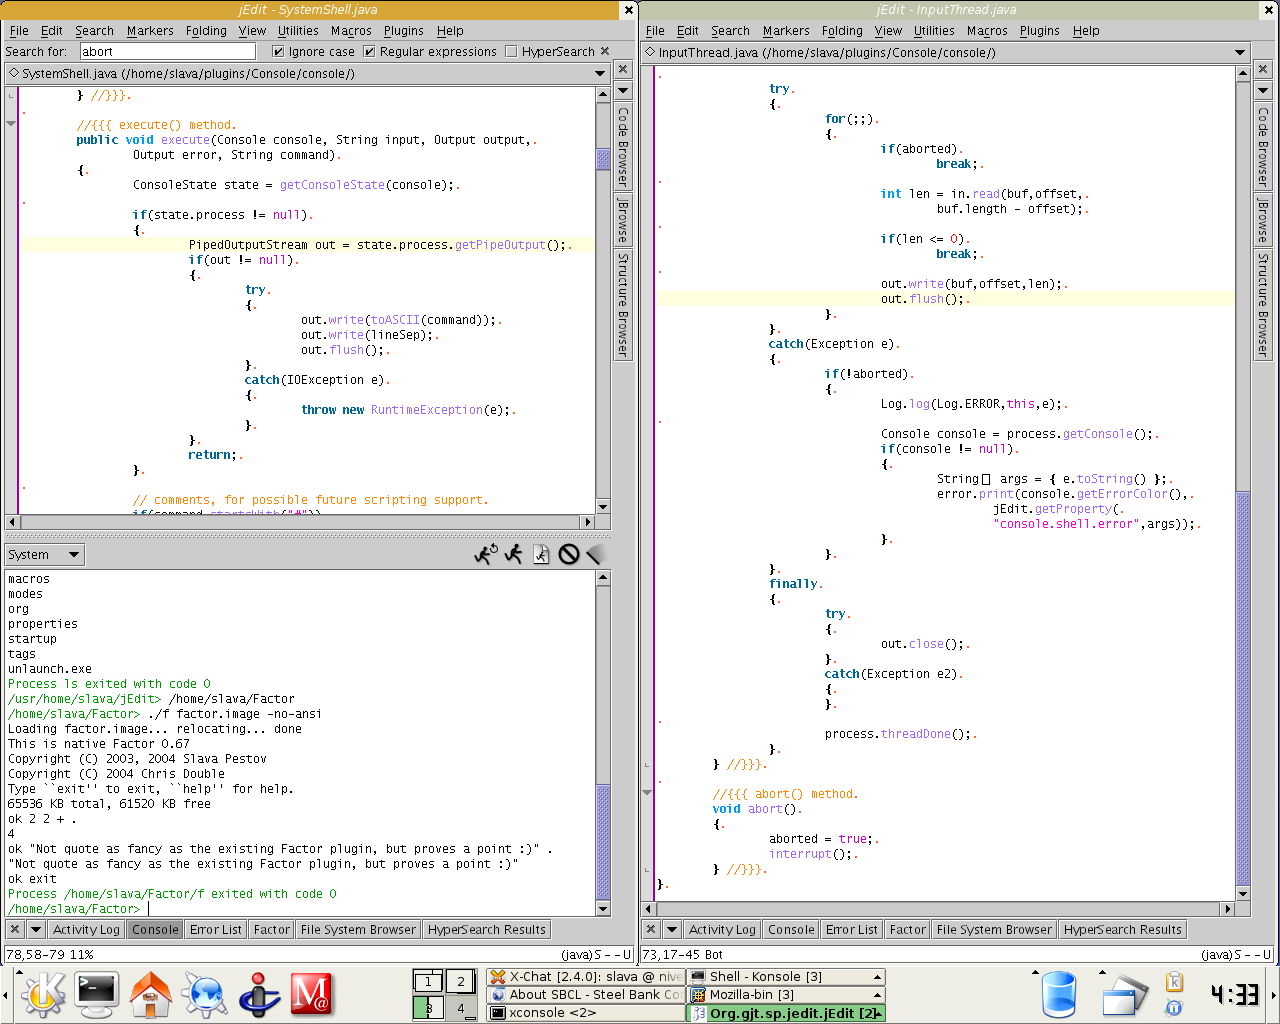 jEdit - SystemShell.java
File Edit Search Markers Folding View Utilities Macros Plugins Help
Search for: abort Ignore case Regular expressions HyperSearch
SystemShell.java (/home/slava/plugins/Console/console/)
} //}}}.
.
//{{{ execute() method.
public void execute(Console console, String input, Output output,.
Output error, String command).
{.
ConsoleState state = getConsoleState(console);.
.
if(state.process != null).
{.
PipedOutputStream out = state.process.getPipeOutput();.
if(out != null).
{.
try.
{.
out.write(toASCII(command));.
out.write(lineSep);.
out.flush();.
}.
catch(IOException e).
{.
throw new RuntimeException(e);.
}.
}.
return;.
}.
.
// comments, for possible future scripting support.
if(command.startsWith("#"))
Code Browser
JBrowse
Structure Browser
System
macros
modes
org
properties
startup
tags
unlaunch.exe
Process ls exited with code 0
/usr/home/slava/jEdit> /home/slava/Factor
/home/slava/Factor> ./f factor.image -no-ansi
Loading factor.image... relocating... done
This is native Factor 0.67
Copyright (C) 2003, 2004 Slava Pestov
Copyright (C) 2004 Chris Double
Type ``exit'' to exit, ``help'' for help.
65536 KB total, 61520 KB free
ok 2 2 + .
4
ok "Not quote as fancy as the existing Factor plugin, but proves a point :)" .
"Not quote as fancy as the existing Factor plugin, but proves a point :)"
ok exit
Process /home/slava/Factor/f exited with code 0
/home/slava/Factor>
Activity Log Console Error List Factor File System Browser HyperSearch Results
78,58-79 11% (java)S - - U
jEdit - InputThread.java
File Edit Search Markers Folding View Utilities Macros Plugins Help
InputThread.java (/home/slava/plugins/Console/console/)
.
try.
{.
for(;;).
{.
if(aborted).
break;.
.
int len = in.read(buf,offset,.
buf.length - offset);.
.
if(len <= 0).
break;.
.
out.write(buf,offset,len);.
out.flush();.
}.
}.
catch(Exception e).
{.
if(!aborted).
{.
Log.log(Log.ERROR,this,e);.
.
Console console = process.getConsole();.
if(console != null).
{.
String[] args = { e.toString() };.
error.print(console.getErrorColor(),.
jEdit.getProperty(.
"console.shell.error",args));.
}.
}.
}.
finally.
{.
try.
{.
out.close();.
}.
catch(Exception e2).
{.
}.
.
process.threadDone();.
}.
} //}}}.
.
//{{{ abort() method.
void abort().
{.
aborted = true;.
interrupt();.
} //}}}.
}.
Code Browser
JBrowse
Structure Browser
Activity Log Console Error List Factor File System Browser HyperSearch Results
73,17-45 Bot (java)S - - U
M@
1 2
3 4
X-Chat [2.4.0]: slava @ nive
About SBCL - Steel Bank Co
xconsole <2>
Shell - Konsole [3]
Mozilla-bin [3]
Org.gjt.sp.jedit.jEdit [2]
4:33